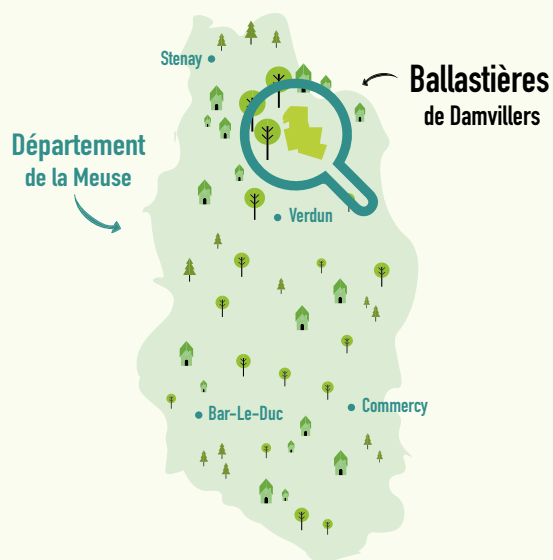 Stenay
Ballastières
de Damvillers
Département
de la Meuse
Verdun
Bar-Le-Duc
Commercy